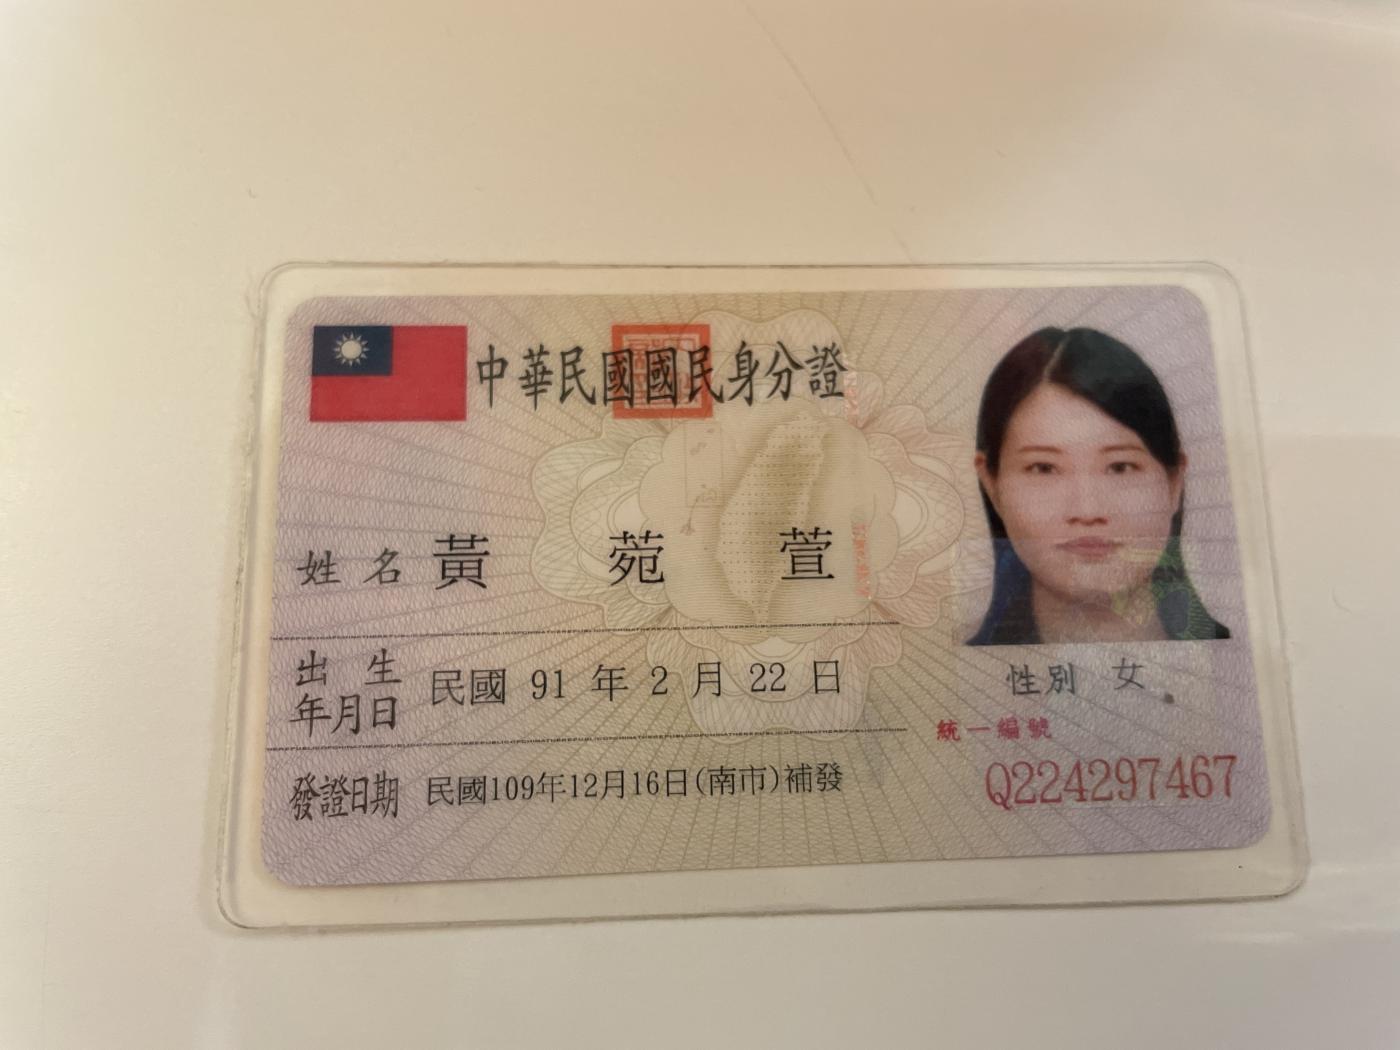 中華民國國民身分證
姓名 黃菀萱
出生年月日 民國 91 年 2 月 22 日
性別 女
發證日期 民國109年12月16日(南市)補發
統一編號
Q224297467